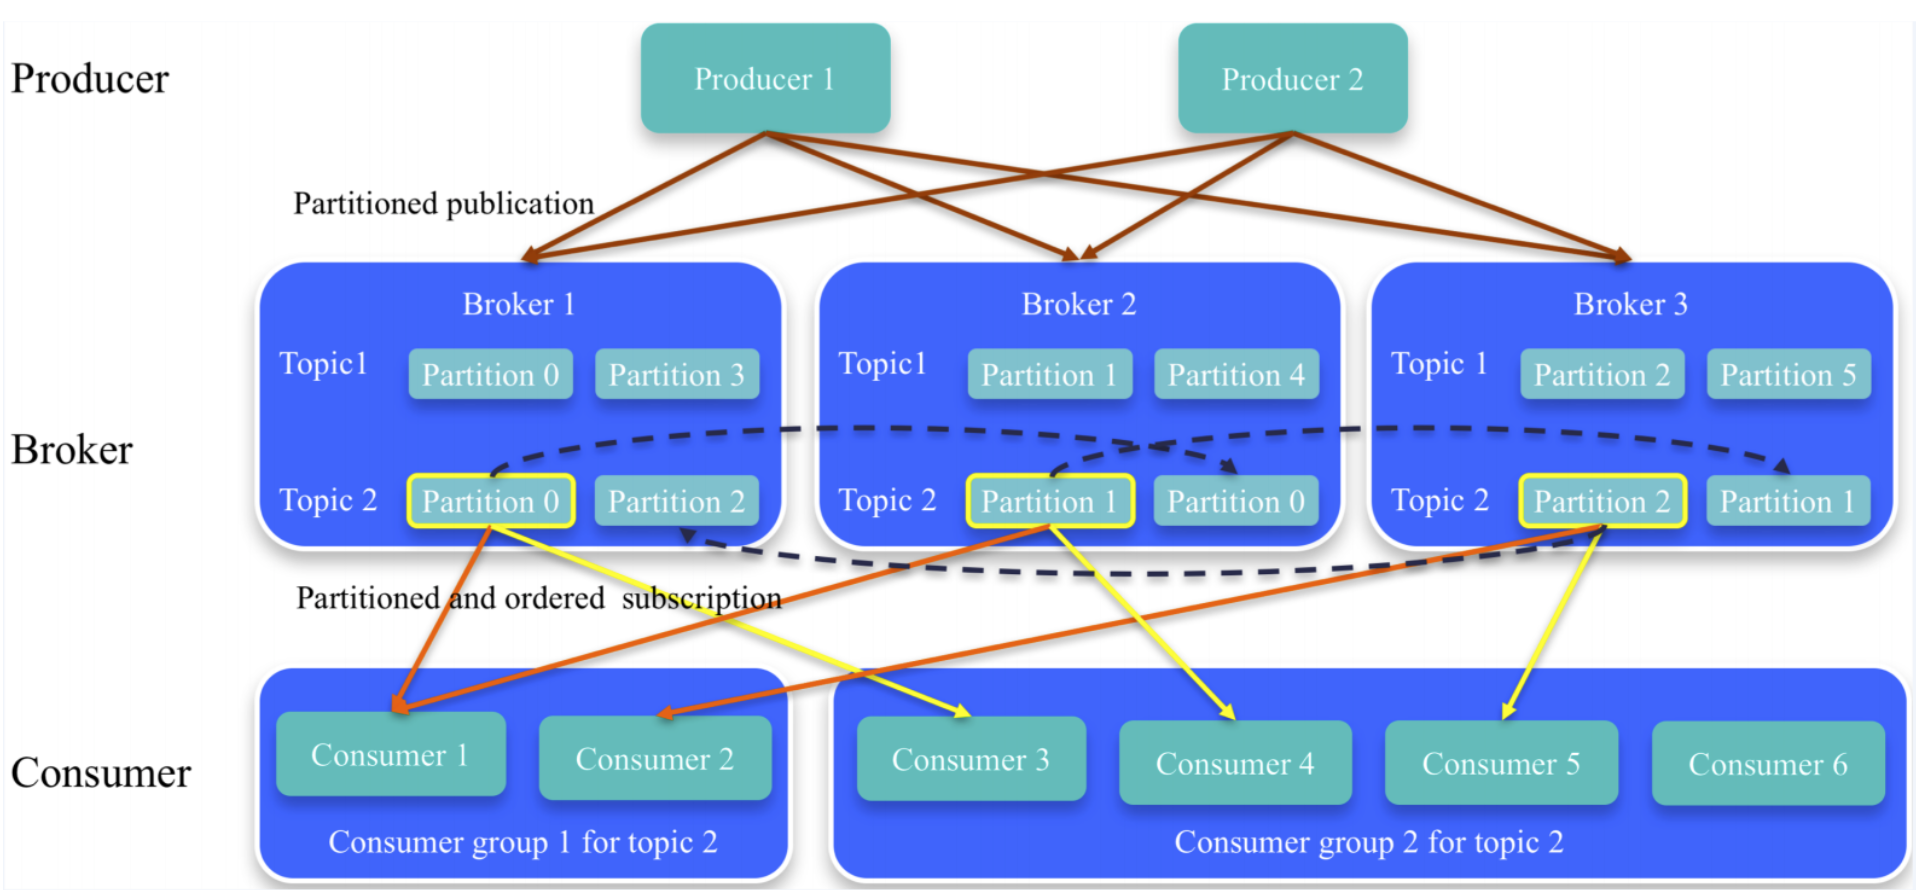 Producer
Producer 1
Producer 2
Partitioned publication
Broker
Broker 1
Topic1
Partition 0
Partition 3
Topic 2
Partition 0
Partition 2
Broker 2
Topic1
Partition 1
Partition 4
Topic 2
Partition 1
Partition 0
Broker 3
Topic 1
Partition 2
Partition 5
Topic 2
Partition 2
Partition 1
Partitioned and ordered subscription
Consumer
Consumer 1
Consumer 2
Consumer group 1 for topic 2
Consumer 3
Consumer 4
Consumer 5
Consumer 6
Consumer group 2 for topic 2